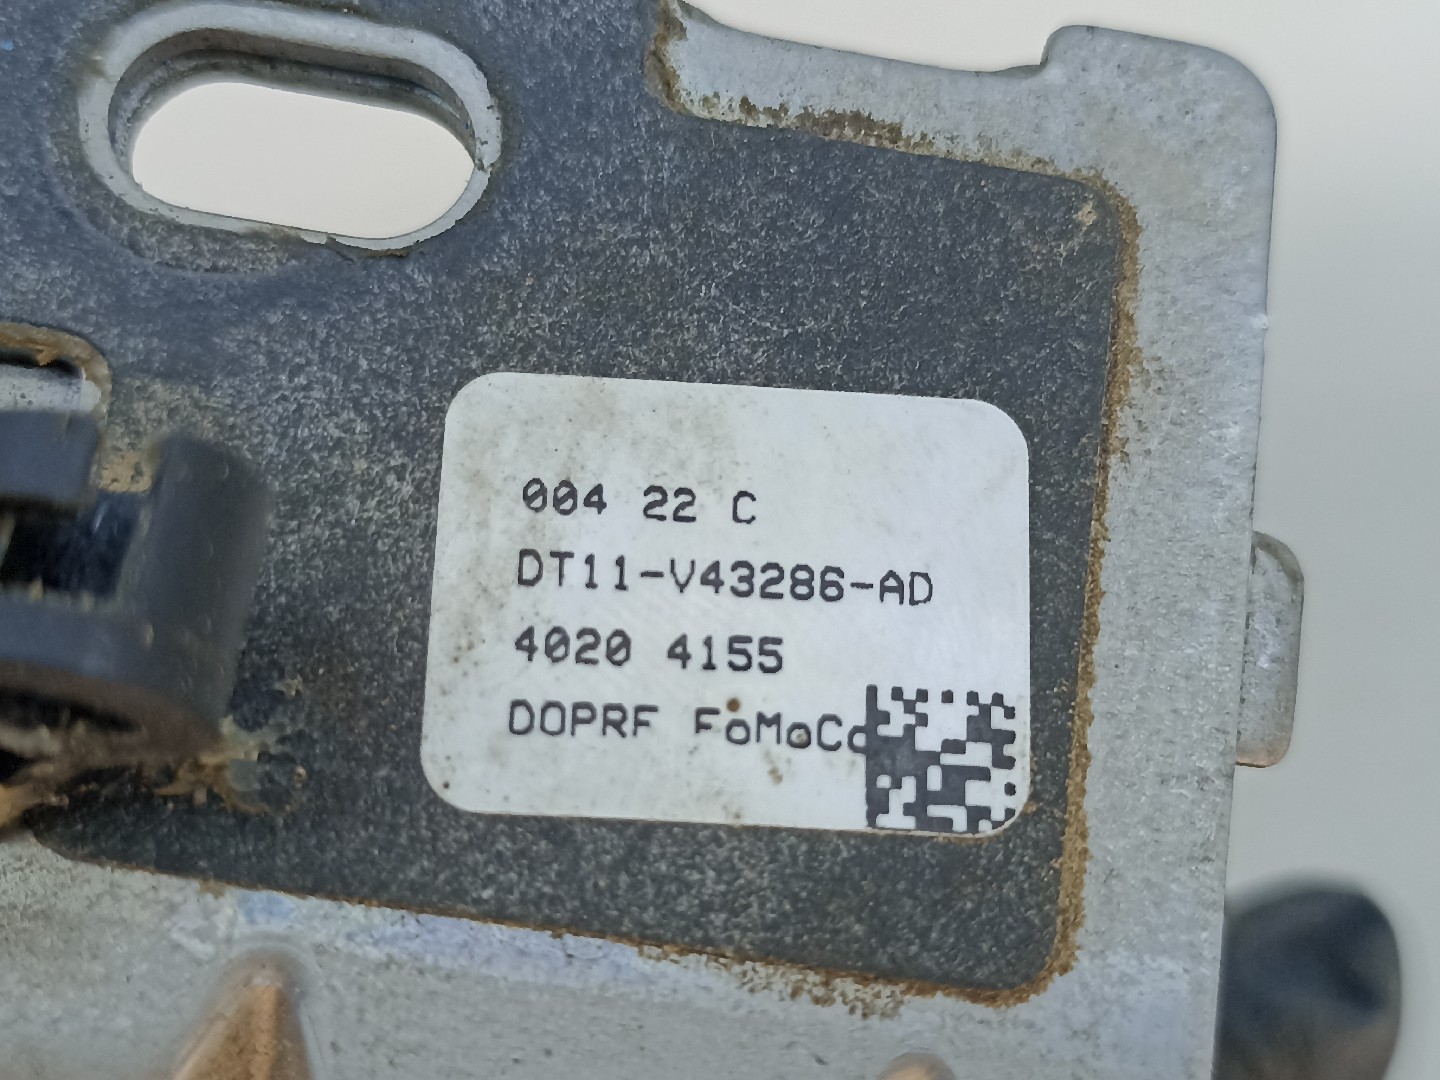 004 22 C
DT11-V43286-AD
4020 4155
DOPRF FoMoCo